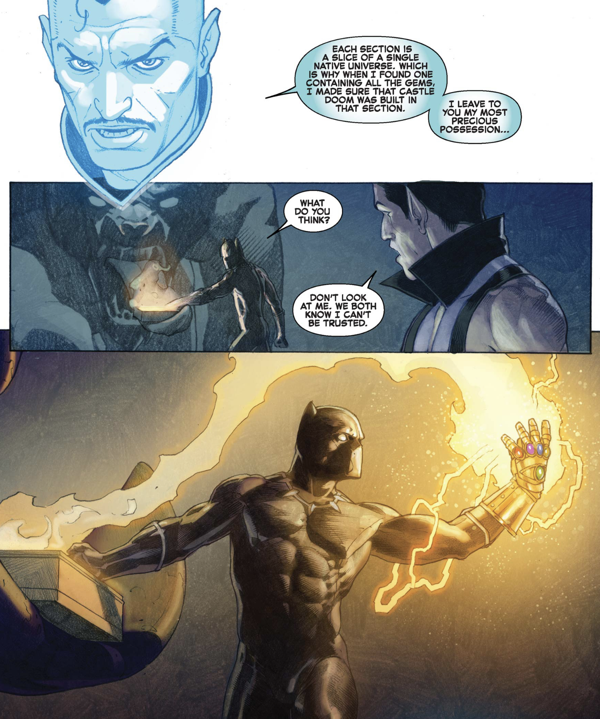 EACH SECTION IS
A SLICE OF A SINGLE
NATIVE UNIVERSE. WHICH
IS WHY WHEN I FOUND ONE
CONTAINING ALL THE GEMS,
I MADE SURE THAT CASTLE
DOOM WAS BUILT IN
THAT SECTION.
I LEAVE TO
YOU MY MOST
PRECIOUS
POSSESSION...
WHAT
DO YOU
THINK?
DON'T LOOK
AT ME. WE BOTH
KNOW I CAN'T
BE TRUSTED.